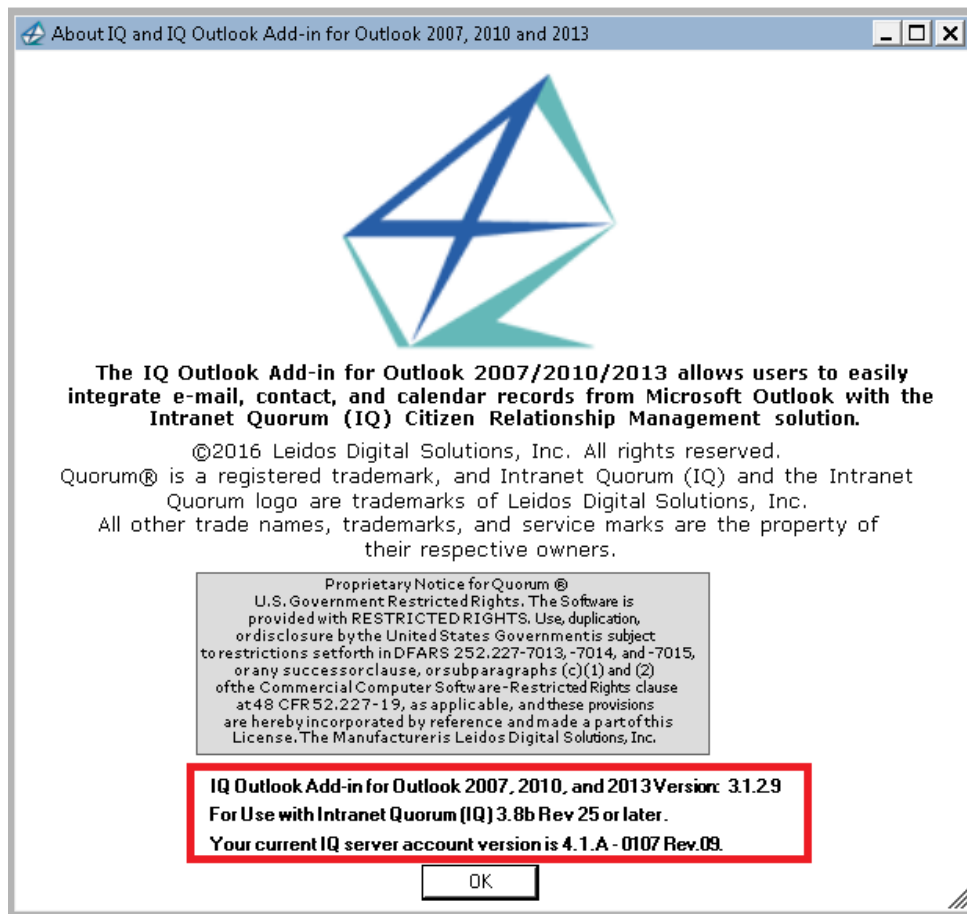 About IQ and IQ Outlook Add-in for Outlook 2007, 2010 and 2013
The IQ Outlook Add-in for Outlook 2007/2010/2013 allows users to easily
integrate e-mail, contact, and calendar records from Microsoft Outlook with the
Intranet Quorum (IQ) Citizen Relationship Management solution.
©2016 Leidos Digital Solutions, Inc. All rights reserved.
Quorum® is a registered trademark, and Intranet Quorum (IQ) and the Intranet
Quorum logo are trademarks of Leidos Digital Solutions, Inc.
All other trade names, trademarks, and service marks are the property of
their respective owners.
Proprietary Notice for Quorum ®
U.S. Government Restricted Rights. The Software is
provided with RESTRICTED RIGHTS. Use, duplication,
or disclosure by the United States Government is subject
to restrictions set forth in DFARS 252.227-7013, -7014, and -7015,
or any successor clause, or subparagraphs (c)(1) and (2)
of the Commercial Computer Software-Restricted Rights clause
at 48 CFR 52.227-19, as applicable, and these provisions
are hereby incorporated by reference and made a part of this
License. The Manufacturer is Leidos Digital Solutions, Inc.
IQ Outlook Add-in for Outlook 2007, 2010, and 2013 Version: 3.1.2.9
For Use with Intranet Quorum (IQ) 3.8b Rev 25 or later.
Your current IQ server account version is 4.1.A - 0107 Rev.09.
OK